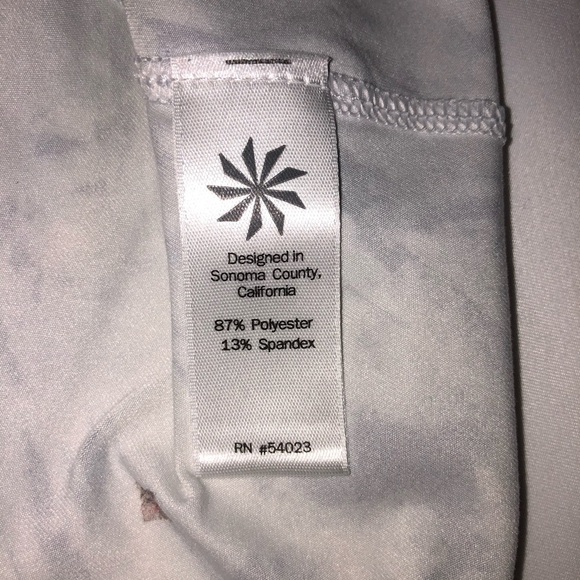 Designed in
Sonoma County,
California
87% Polyester
13% Spandex
RN #54023